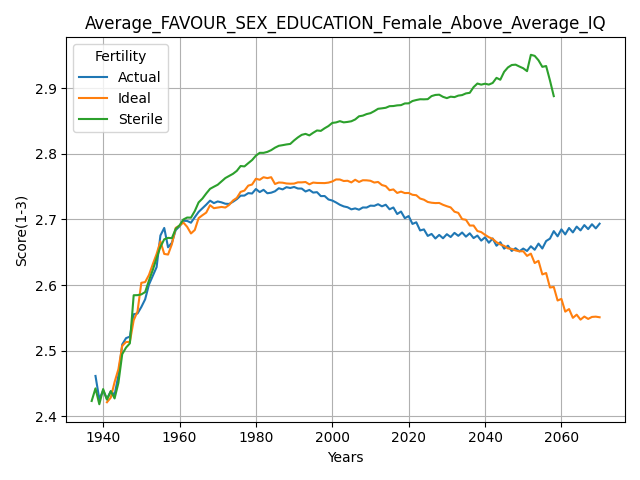 Average_FAVOUR_SEX_EDUCATION_Female_Above_Average_IQ
Fertility
Actual
Ideal
Sterile
Score(1-3)
2.9
2.8
2.7
2.6
2.5
2.4
1940 1960 1980 2000 2020 2040 2060
Years